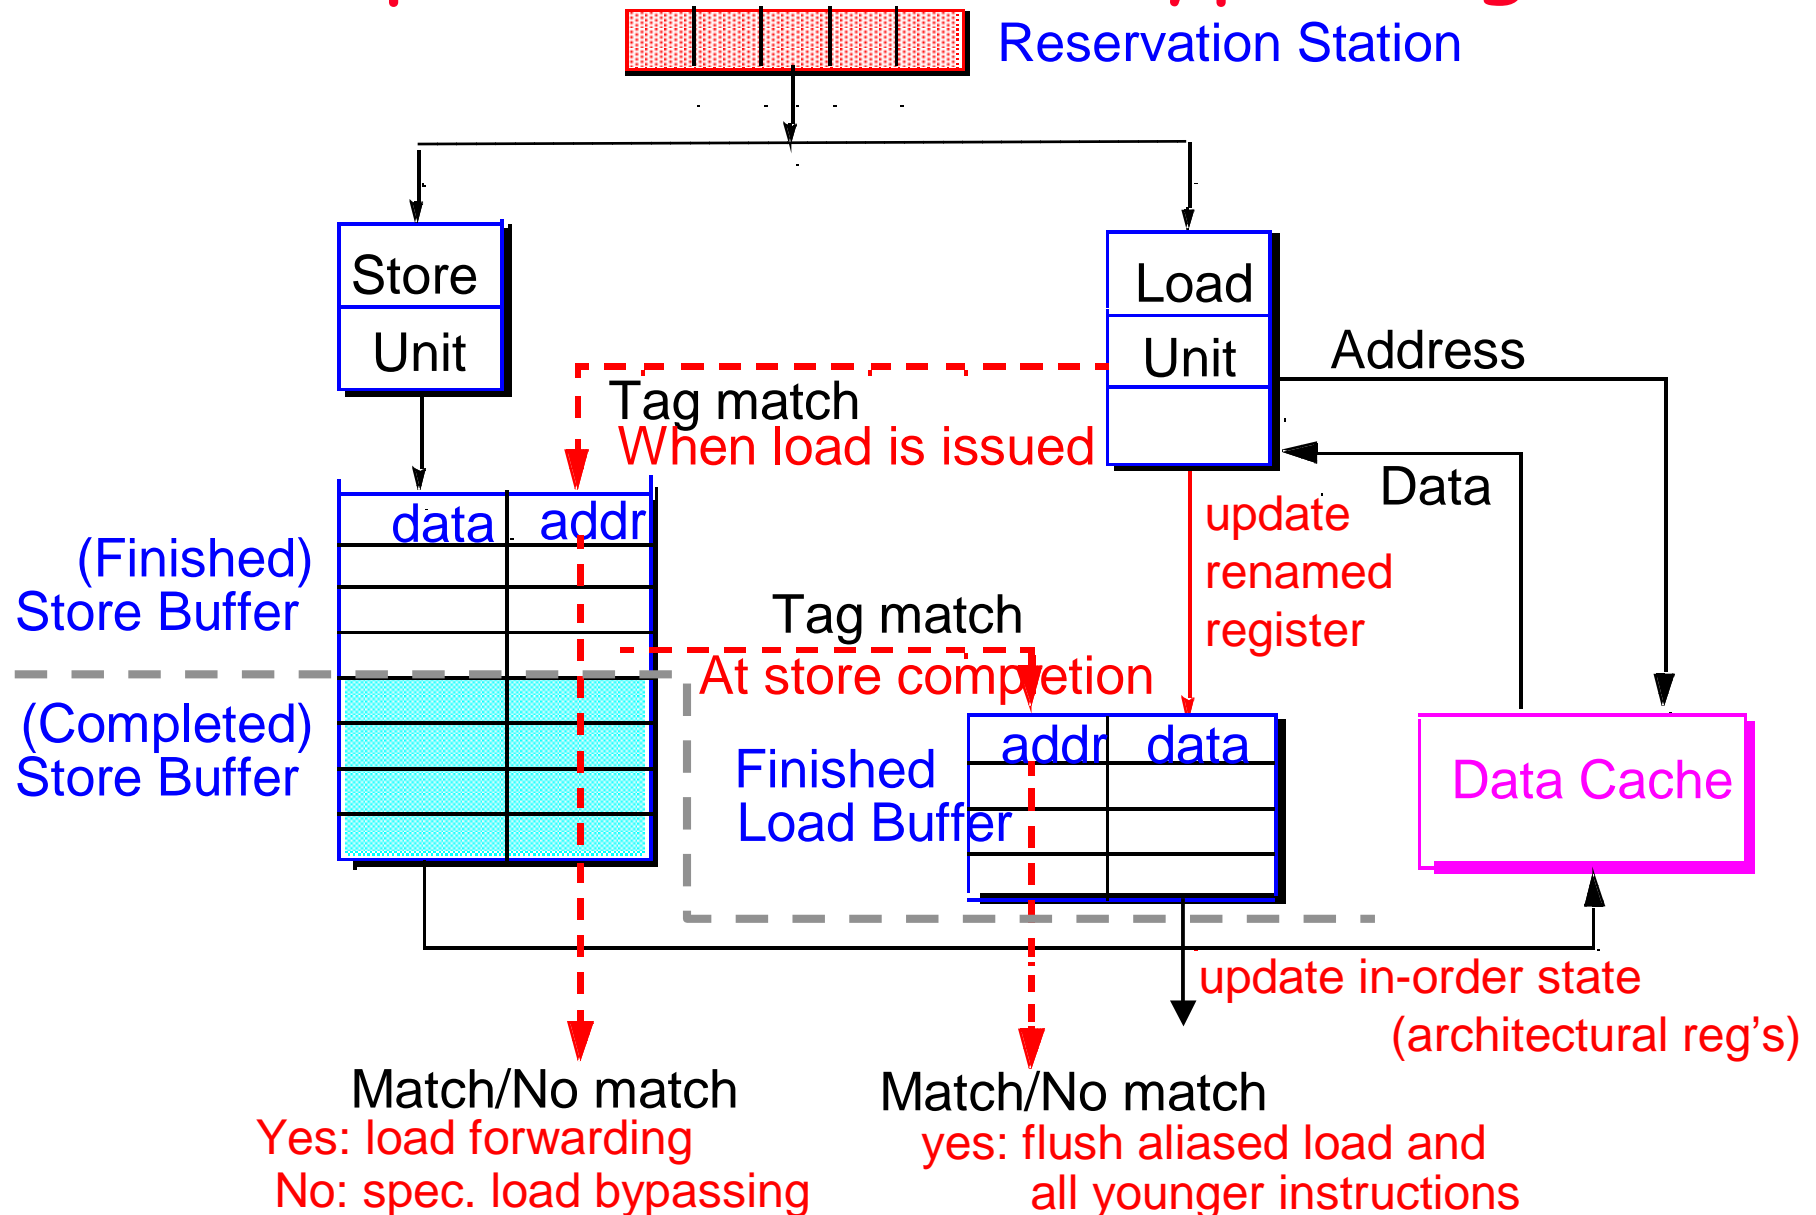 Reservation Station
Store
Unit
Load
Unit
Address
Tag match
When load is issued
Data
data addr
update
renamed
register
(Finished)
Store Buffer
Tag match
At store completion
(Completed)
Store Buffer
addr data
Finished
Load Buffer
Data Cache
update in-order state
(architectural reg's)
Match/No match
Yes: load forwarding
No: spec. load bypassing
Match/No match
yes: flush aliased load and
all younger instructions